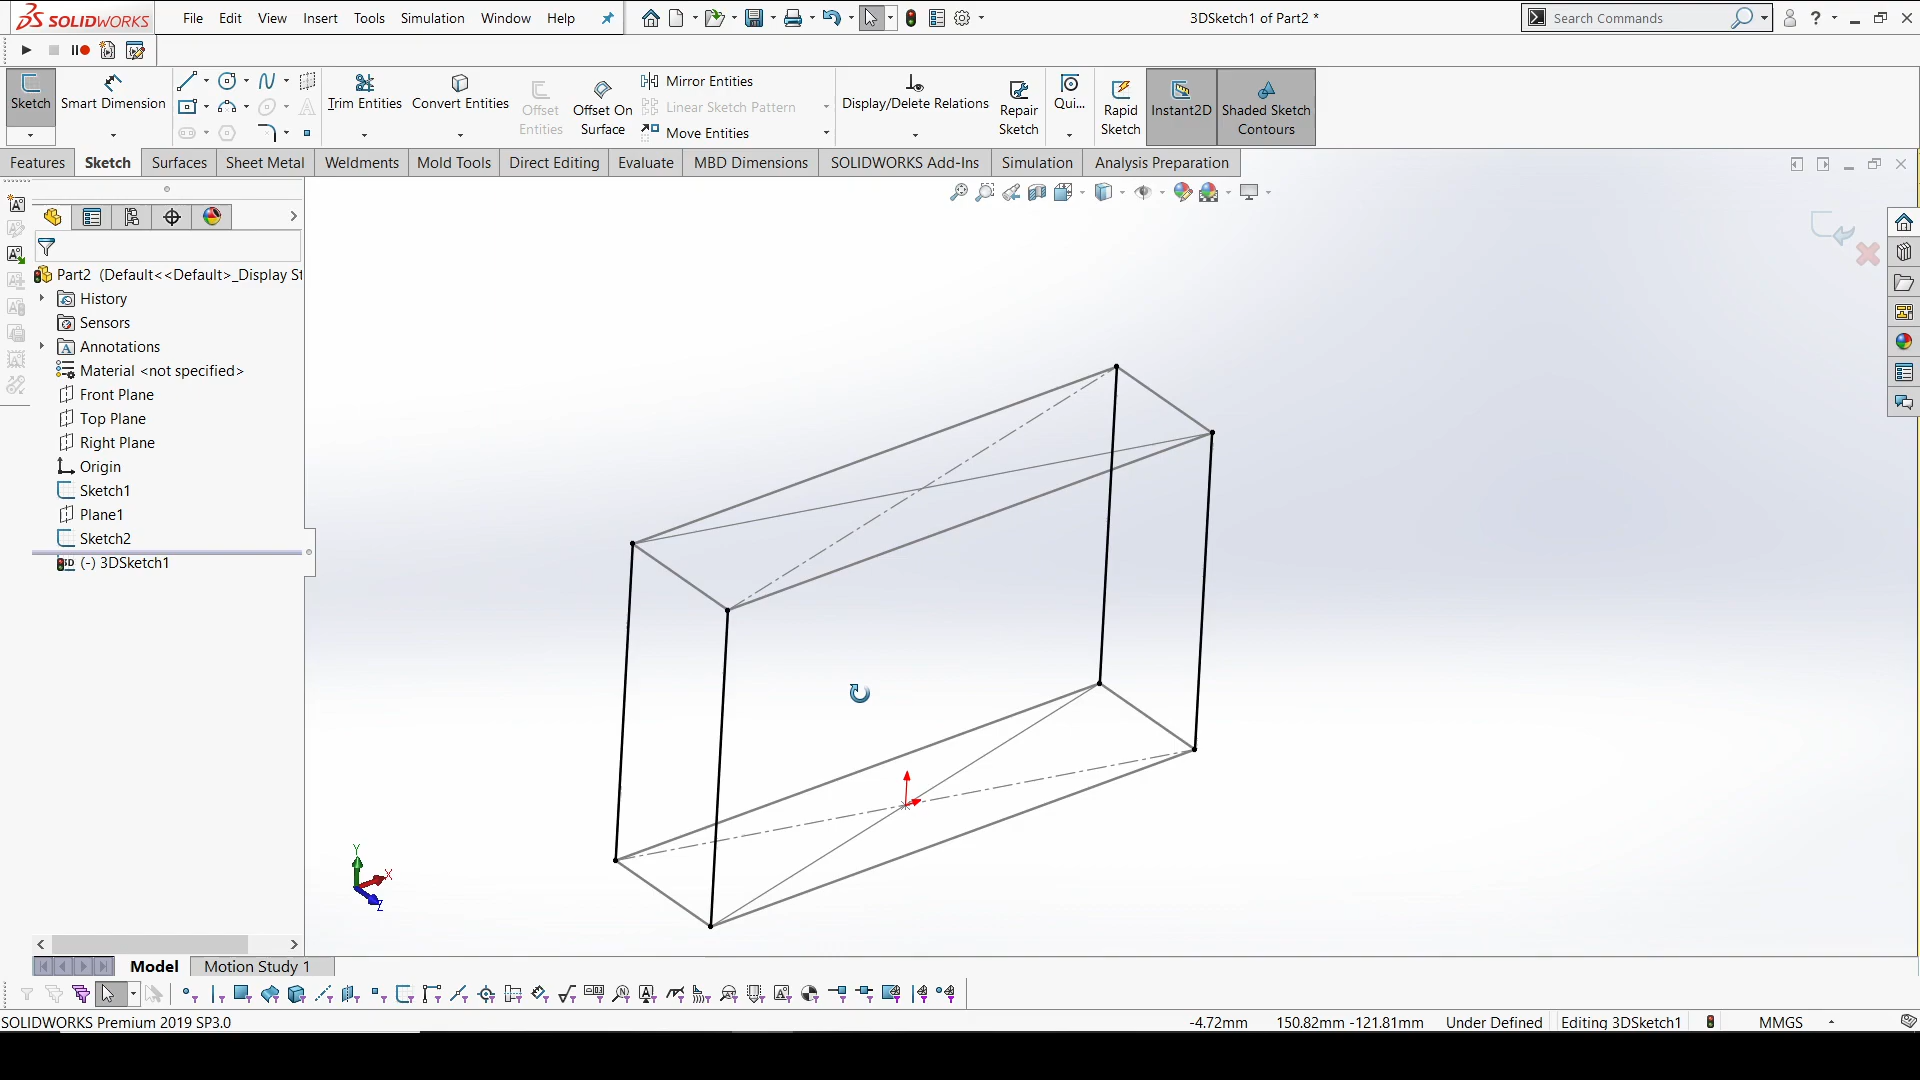 SOLIDWORKS File Edit View Insert Tools Simulation Window Help 3DSketch1 of Part2 * Search Commands ?
Sketch Smart Dimension Trim Entities Convert Entities Offset Entities Offset On Surface Mirror Entities Linear Sketch Pattern Move Entities Display/Delete Relations Repair Sketch Qui... Rapid Sketch Instant2D Shaded Sketch Contours
Features Sketch Surfaces Sheet Metal Weldments Mold Tools Direct Editing Evaluate MBD Dimensions SOLIDWORKS Add-Ins Simulation Analysis Preparation
Part2 (Default<<Default>_Display St
History
Sensors
Annotations
Material <not specified>
Front Plane
Top Plane
Right Plane
Origin
Sketch1
Plane1
Sketch2
(-) 3DSketch1
Y
X
Z
Model Motion Study 1
SOLIDWORKS Premium 2019 SP3.0 -4.72mm 150.82mm -121.81mm Under Defined Editing 3DSketch1 MMGS